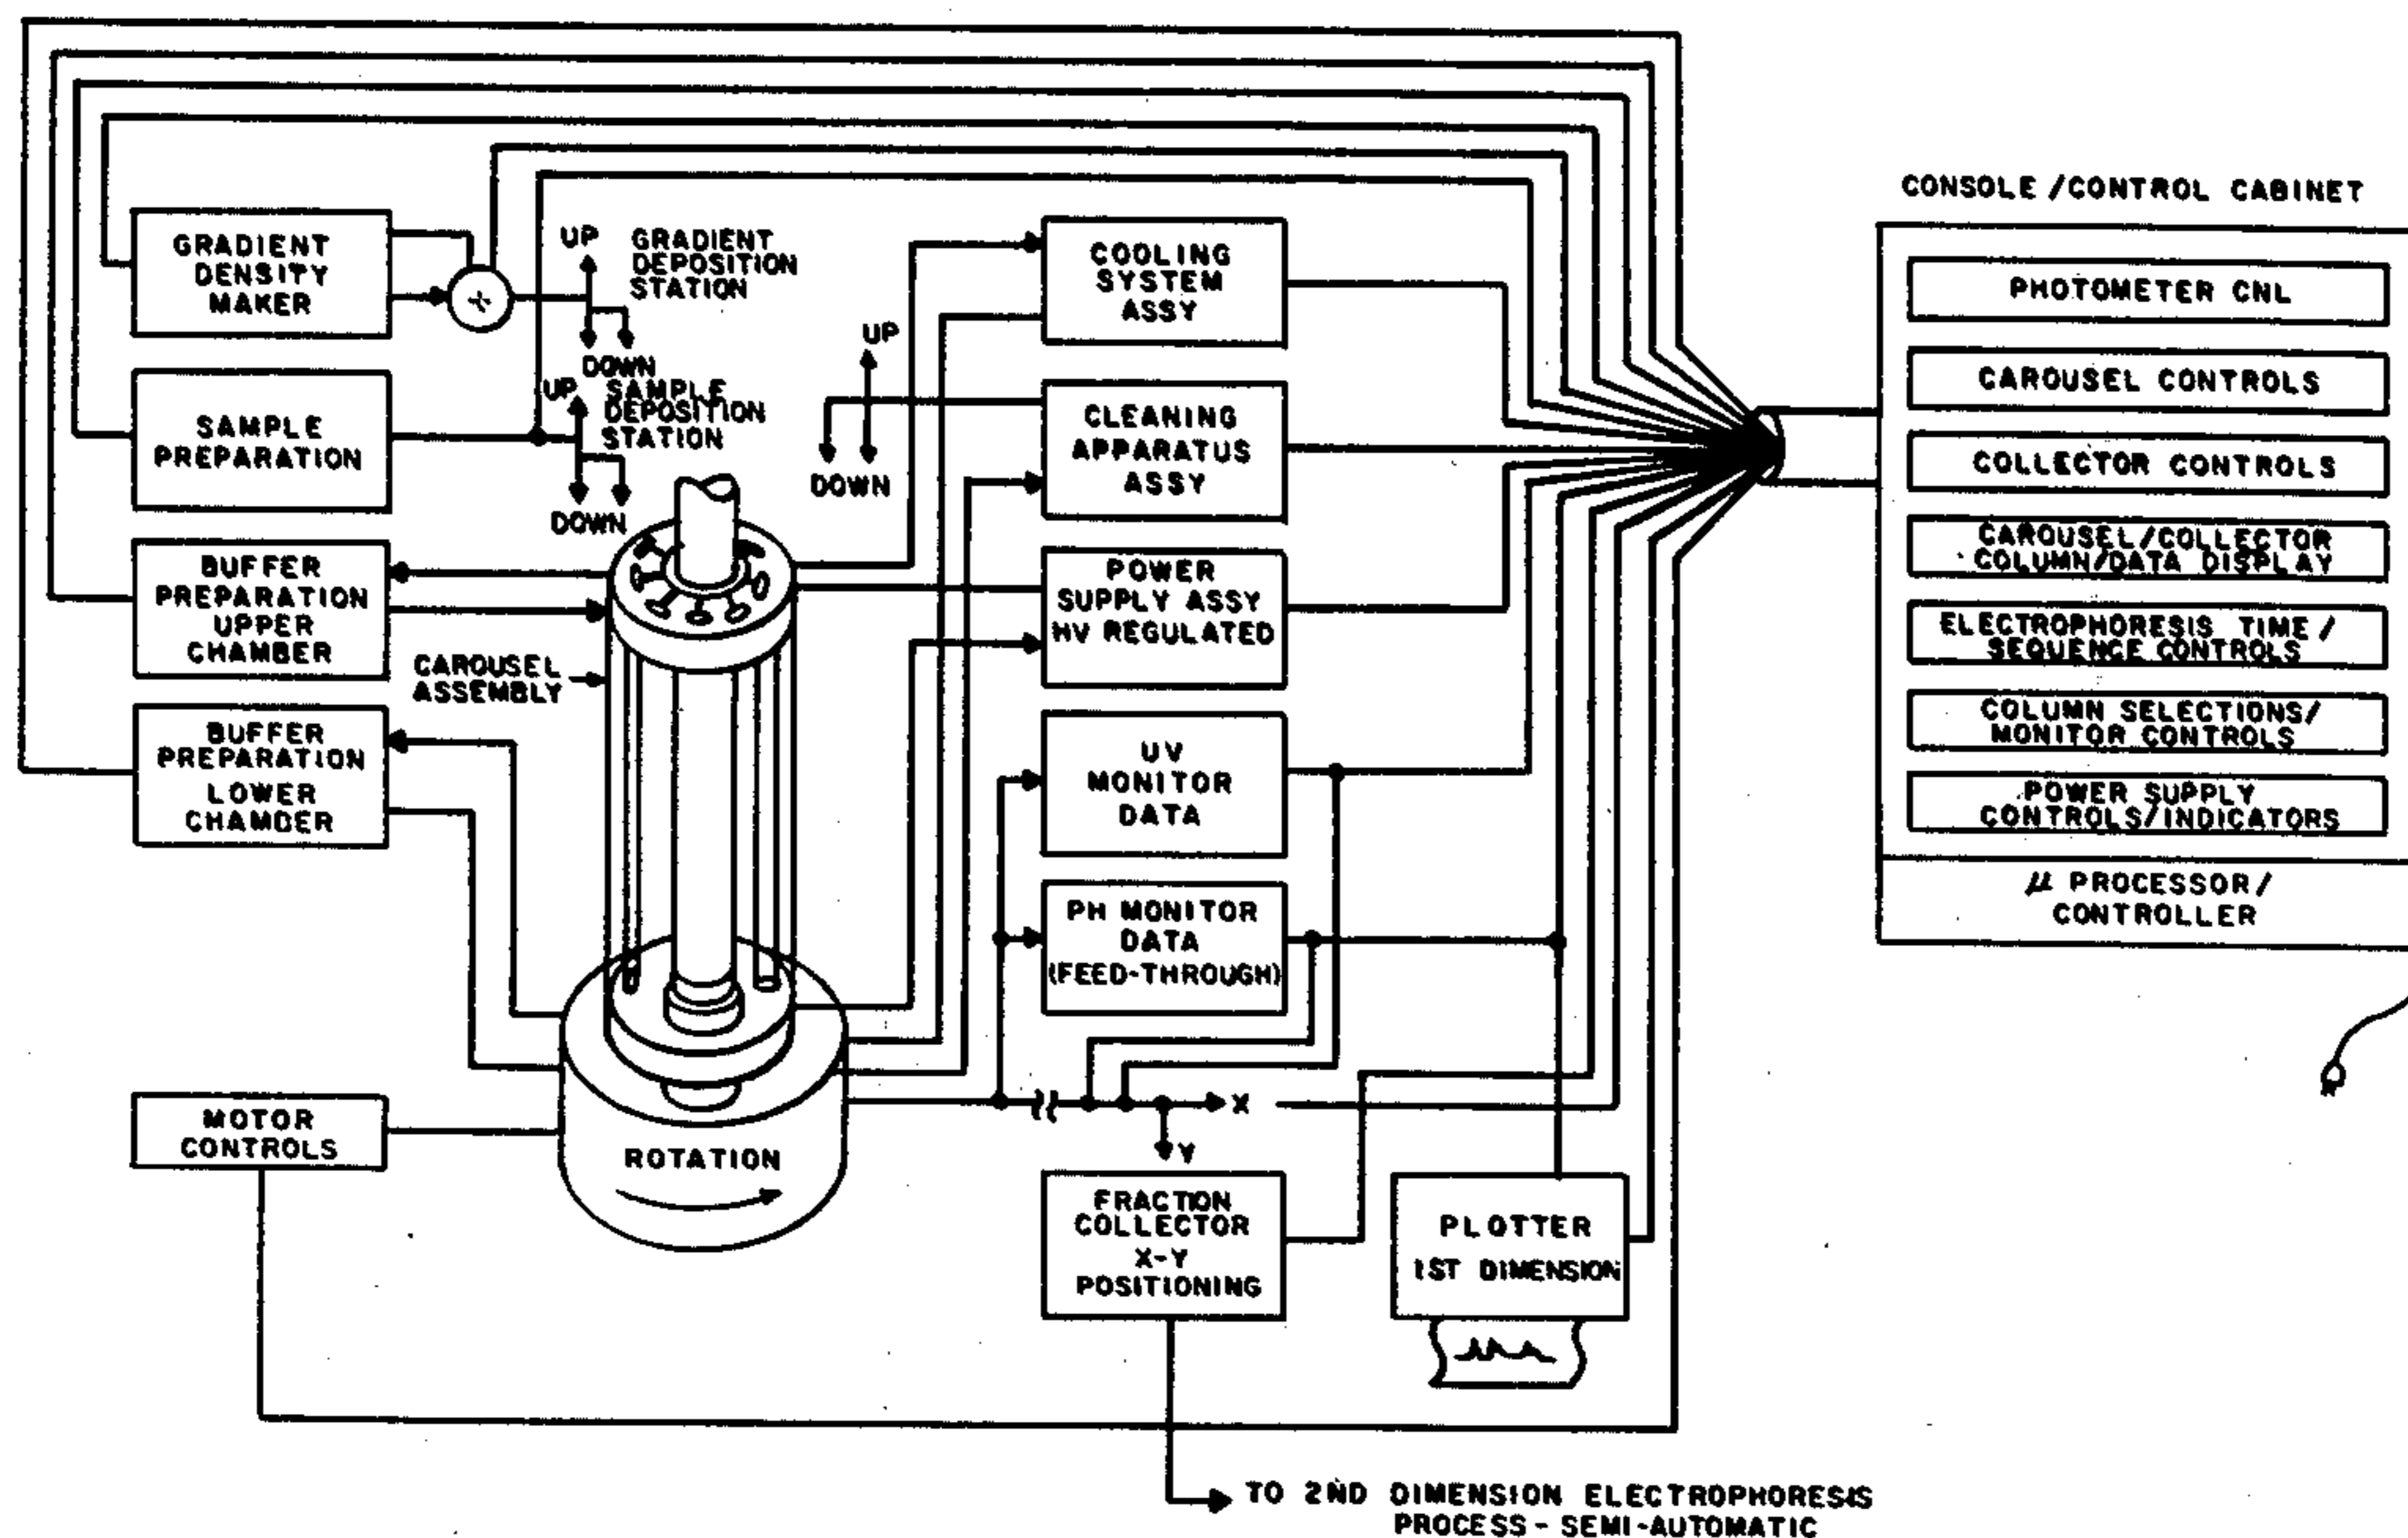 CONSOLE/CONTROL CABINET
PHOTOMETER CNL
CAROUSEL CONTROLS
COLLECTOR CONTROLS
CAROUSEL/COLLECTOR
COLUMN/DATA DISPLAY
ELECTROPHORESIS TIME/
SEQUENCE CONTROLS
COLUMN SELECTIONS/
MONITOR CONTROLS
POWER SUPPLY
CONTROLS/INDICATORS
μ PROCESSOR/
CONTROLLER
GRADIENT
DENSITY
MAKER
+
UP
GRADIENT
DEPOSITION
STATION
DOWN
SAMPLE
PREPARATION
UP
SAMPLE
DEPOSITION
STATION
DOWN
BUFFER
PREPARATION
UPPER
CHAMBER
CAROUSEL
ASSEMBLY
BUFFER
PREPARATION
LOWER
CHAMBER
MOTOR
CONTROLS
ROTATION
UP
DOWN
COOLING
SYSTEM
ASSY
CLEANING
APPARATUS
ASSY
POWER
SUPPLY ASSY
HV REGULATED
UV
MONITOR
DATA
PH MONITOR
DATA
(FEED-THROUGH)
X
Y
FRACTION
COLLECTOR
X-Y
POSITIONING
PLOTTER
1ST DIMENSION
TO 2ND DIMENSION ELECTROPHORESIS
PROCESS - SEMI-AUTOMATIC